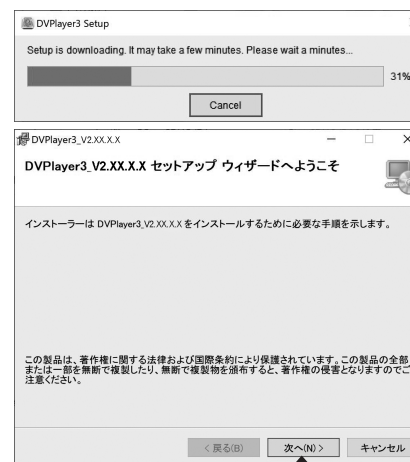 DVPlayer3 Setup
Setup is downloading. It may take a few minutes. Please wait a minutes...
31%
Cancel
DVPlayer3_V2.XX.X.X
DVPlayer3_V2.XX.X.X セットアップ ウィザードへようこそ
インストーラーは DVPlayer3_V2.XX.X.X をインストールするために必要な手順を示します。
この製品は、著作権に関する法律および国際条約により保護されています。この製品の全部
または一部を無断で複製したり、無断で複製物を頒布すると、著作権の侵害となりますのでご
注意ください。
< 戻る(B)
次へ(N) >
キャンセル